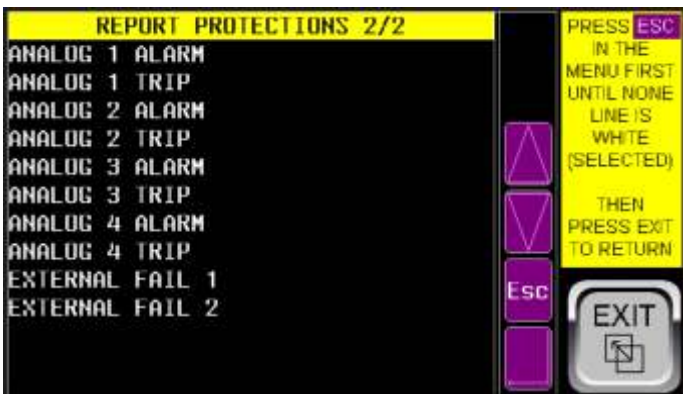 REPORT PROTECTIONS 2/2
ANALOG 1 ALARM
ANALOG 1 TRIP
ANALOG 2 ALARM
ANALOG 2 TRIP
ANALOG 3 ALARM
ANALOG 3 TRIP
ANALOG 4 ALARM
ANALOG 4 TRIP
EXTERNAL FAIL 1
EXTERNAL FAIL 2
Esc
PRESS ESC
IN THE
MENU FIRST
UNTIL NONE
LINE IS
WHITE
(SELECTED)
THEN
PRESS EXIT
TO RETURN
EXIT